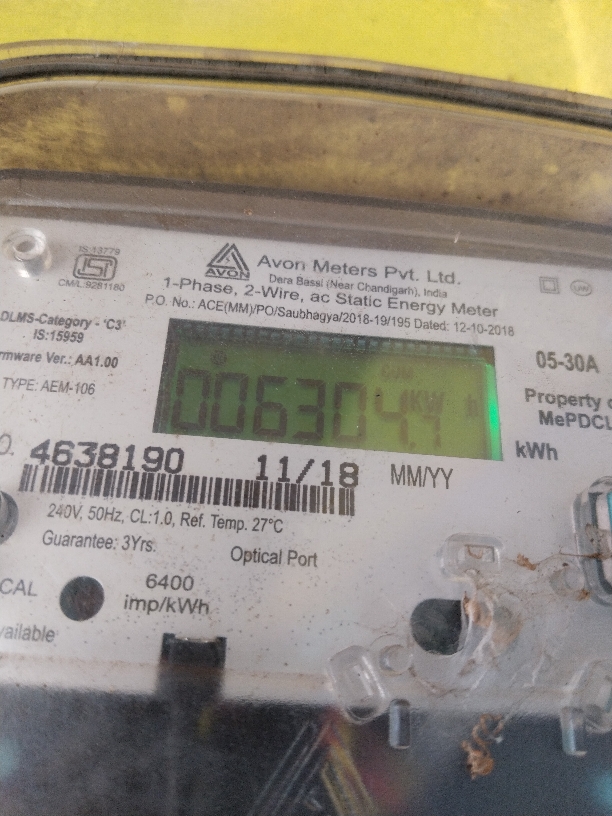 IS:13779
ISI
CM/L:9281180
AVON
Avon Meters Pvt. Ltd.
Dera Bassi (Near Chandigarh), India
1-Phase, 2-Wire, ac Static Energy Meter
P.O. No.: ACE(MM)/PO/Saubhagya/2018-19/195 Dated: 12-10-2018
DLMS-Category - 'C3'
IS:15959
rmware Ver.: AA1.00
TYPE: AEM-106
006304
05-30A
Property o
MePDCL
kWh
O. 4638190 11/18 MM/YY
240V, 50Hz, CL:1.0, Ref. Temp. 27°C
Guarantee: 3Yrs.
Optical Port
CAL
6400
imp/kWh
vailable